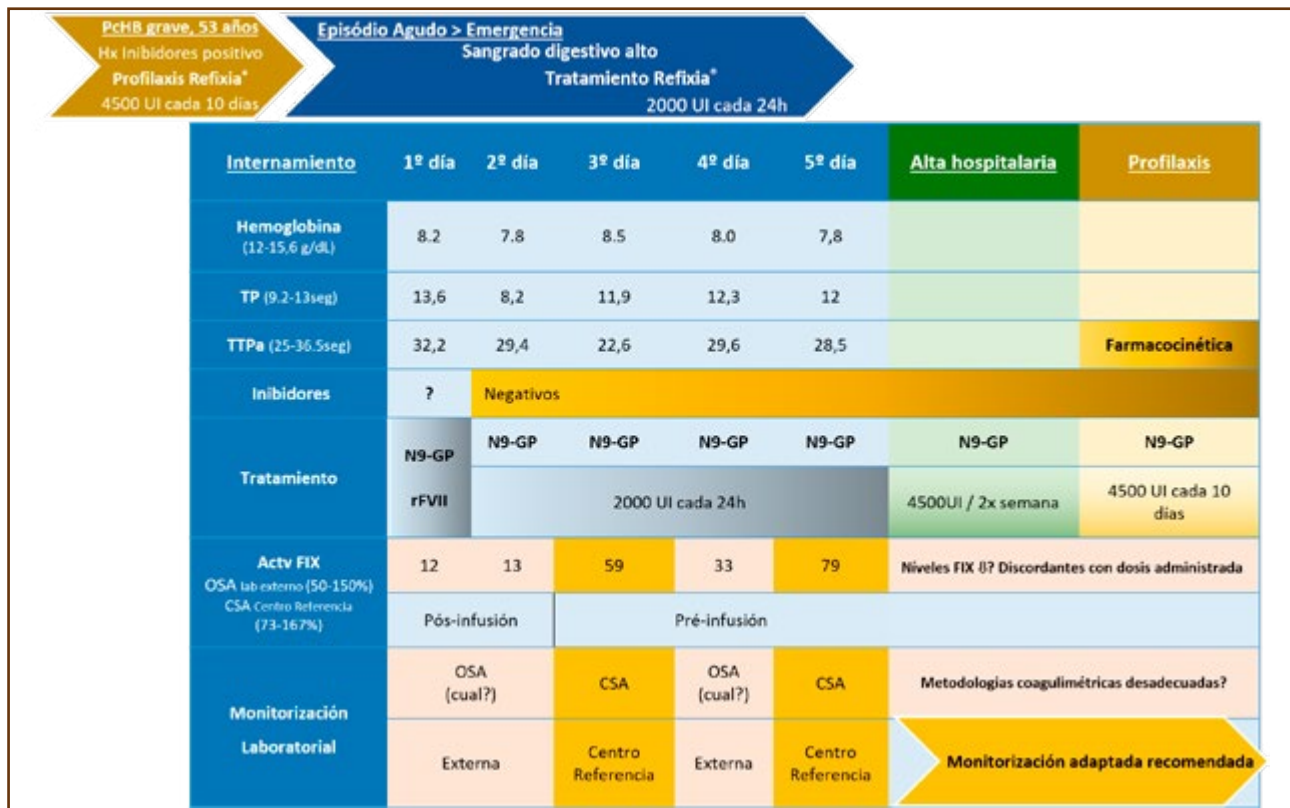 PcHB grave, 53 años
Hx Inibidores positivo
Profilaxis Refixia*
4500 UI cada 10 días
Episódio Agudo > Emergencia
Sangrado digestivo alto
Tratamiento Refixia*
2000 UI cada 24h
Internamiento 1º día 2º día 3º día 4º día 5º día Alta hospitalaria Profilaxis
Hemoglobina
(12-15,6 g/dL)
8.2 7.8 8.5 8.0 7,8
TP (9.2-13seg) 13,6 8,2 11,9 12,3 12
TTPa (25-36.5seg) 32,2 29,4 22,6 29,6 28,5 Farmacocinética
Inibidores ? Negativos
Tratamiento
N9-GP
rFVII
N9-GP N9-GP N9-GP N9-GP N9-GP N9-GP
2000 UI cada 24h 4500UI / 2x semana 4500 UI cada 10
días
Actv FIX
OSA lab externo (50-150%)
CSA Centro Referencia
(73-167%)
12 13 59 33 79 Níveles FIX 8? Discordantes con dosis administrada
Pós-infusión Pré-infusión
Monitorización
Laboratorial
OSA
(cual?)
CSA
OSA
(cual?)
CSA
Metodologias coagulimétricas desadecuadas?
Externa
Centro
Referencia
Externa
Centro
Referencia
Monitorización adaptada recomendada